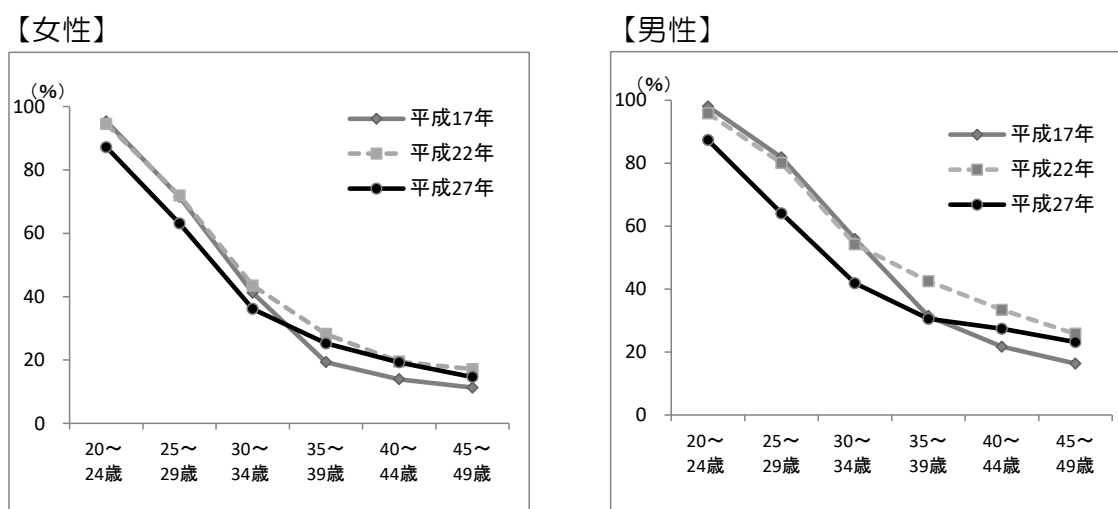 【女性】
（%）
100
80
60
40
20
0
平成17年
平成22年
平成27年
20～
24歳
25～
29歳
30～
34歳
35～
39歳
40～
44歳
45～
49歳
【男性】
（%）
100
80
60
40
20
0
平成17年
平成22年
平成27年
20～
24歳
25～
29歳
30～
34歳
35～
39歳
40～
44歳
45～
49歳